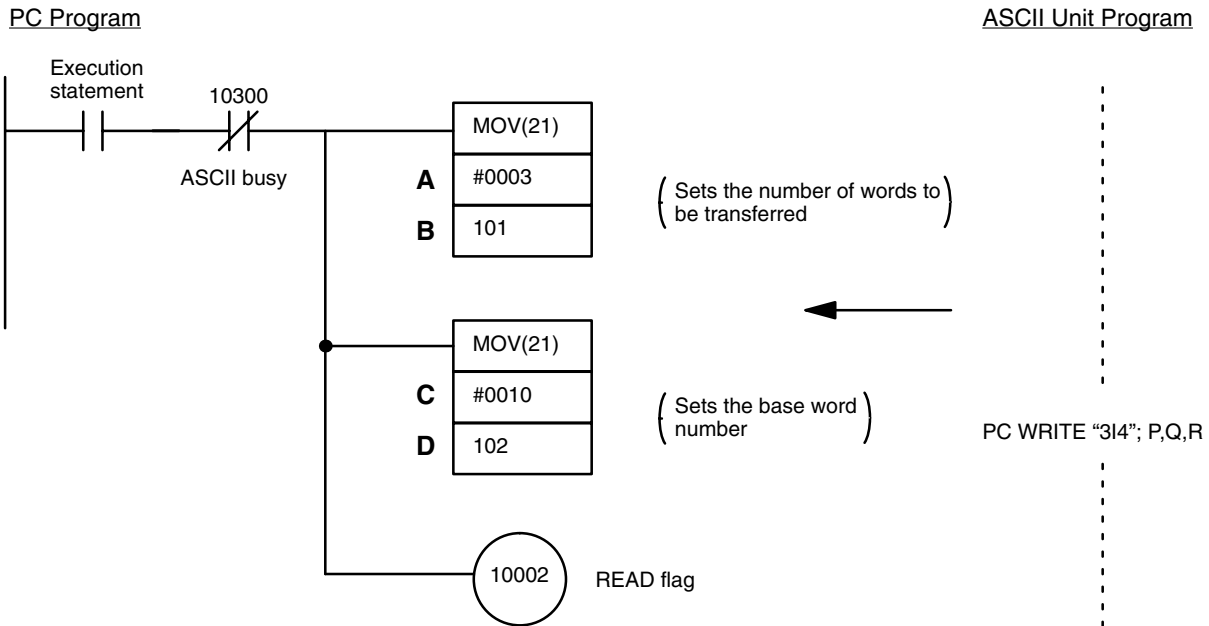 PC Program
ASCII Unit Program
Execution
statement
10300
ASCII busy
MOV(21)
A
#0003
B
101
Sets the number of words to
be transferred
MOV(21)
C
#0010
D
102
Sets the base word
number
PC WRITE “3I4”; P,Q,R
10002
READ flag